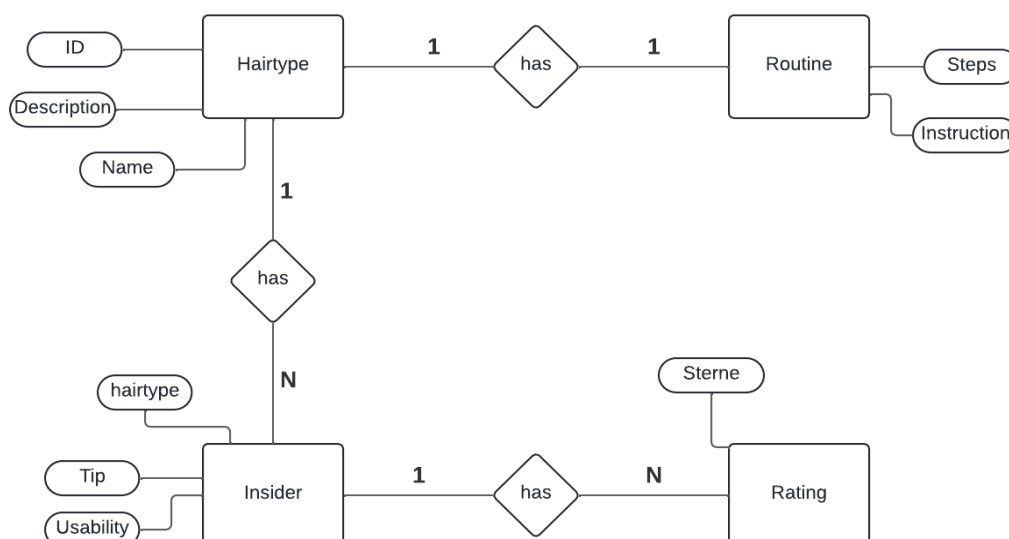 ID
Hairtype
1
has
1
Routine
Steps
Description
Instruction
Name
1
has
N
hairtype
Sterne
Tip
Insider
1
has
N
Rating
Usability